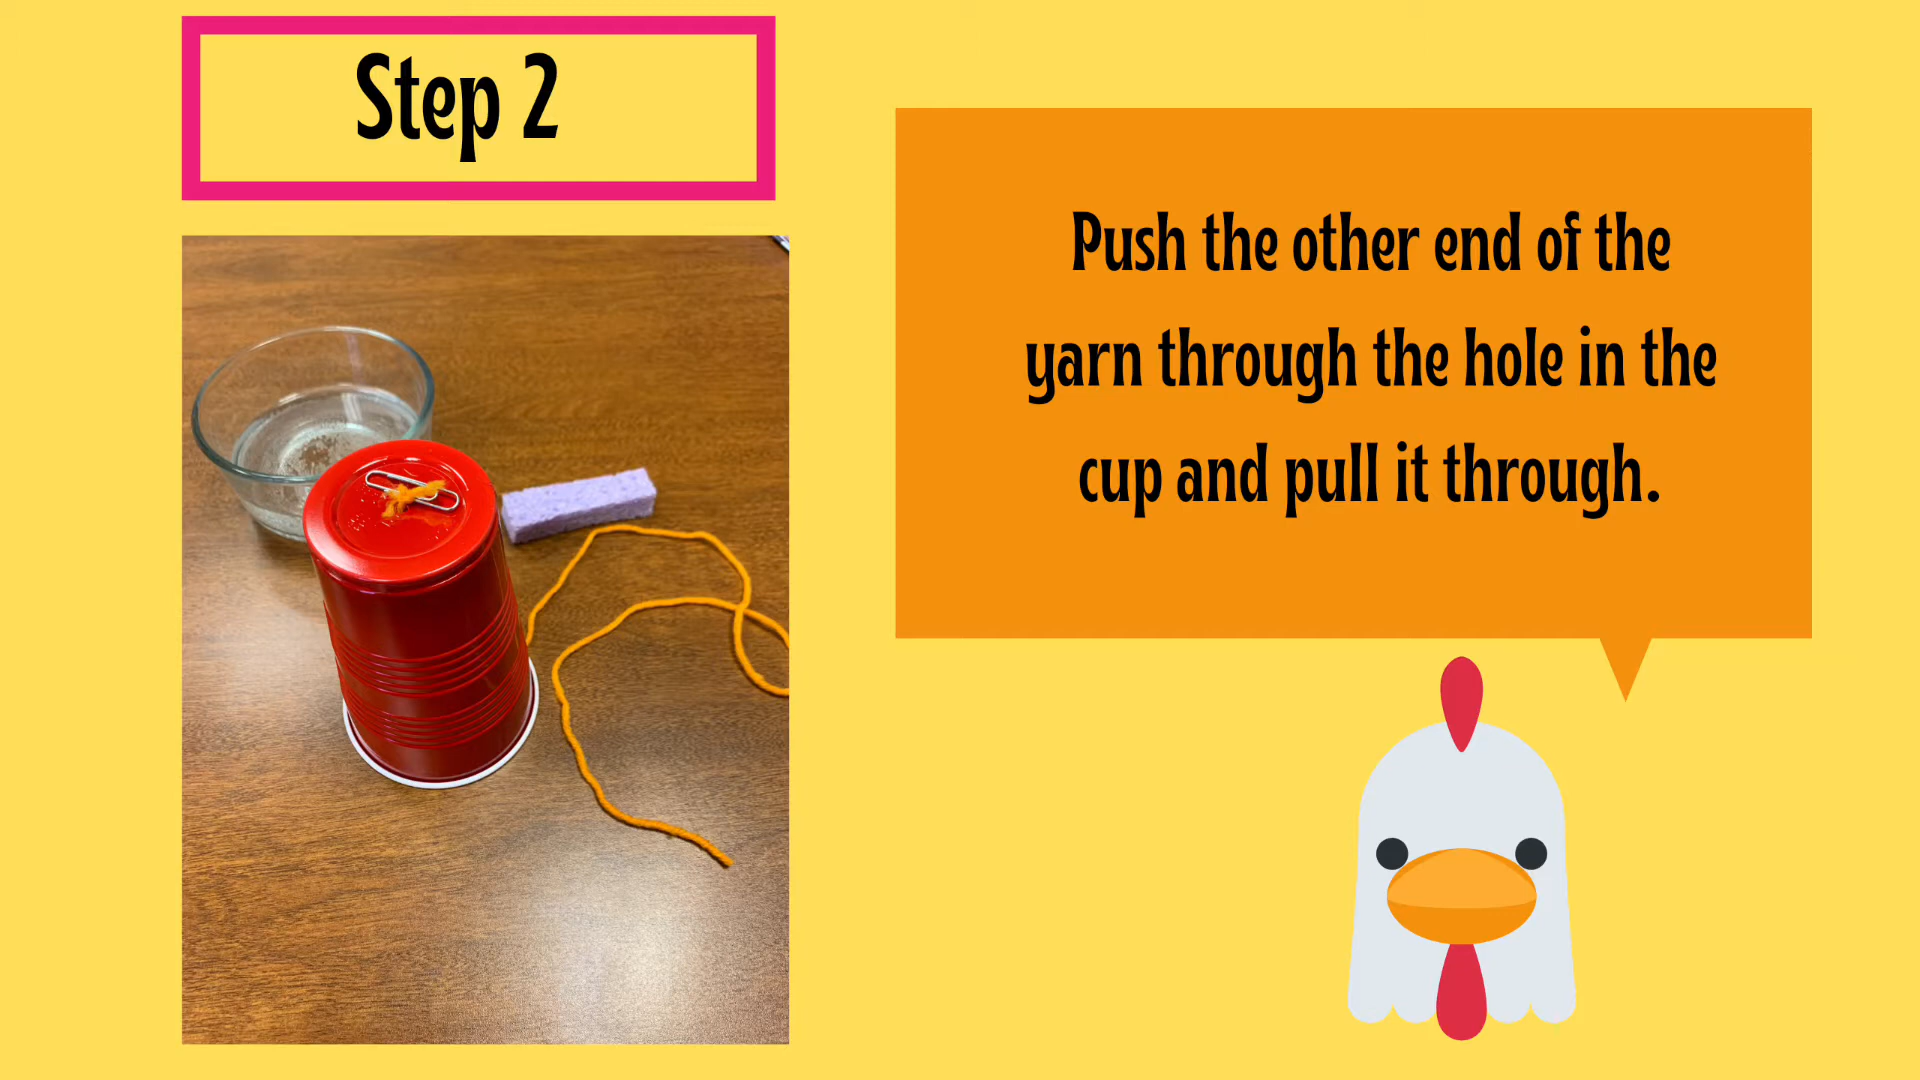 Step 2
Push the other end of the
yarn through the hole in the
cup and pull it through.